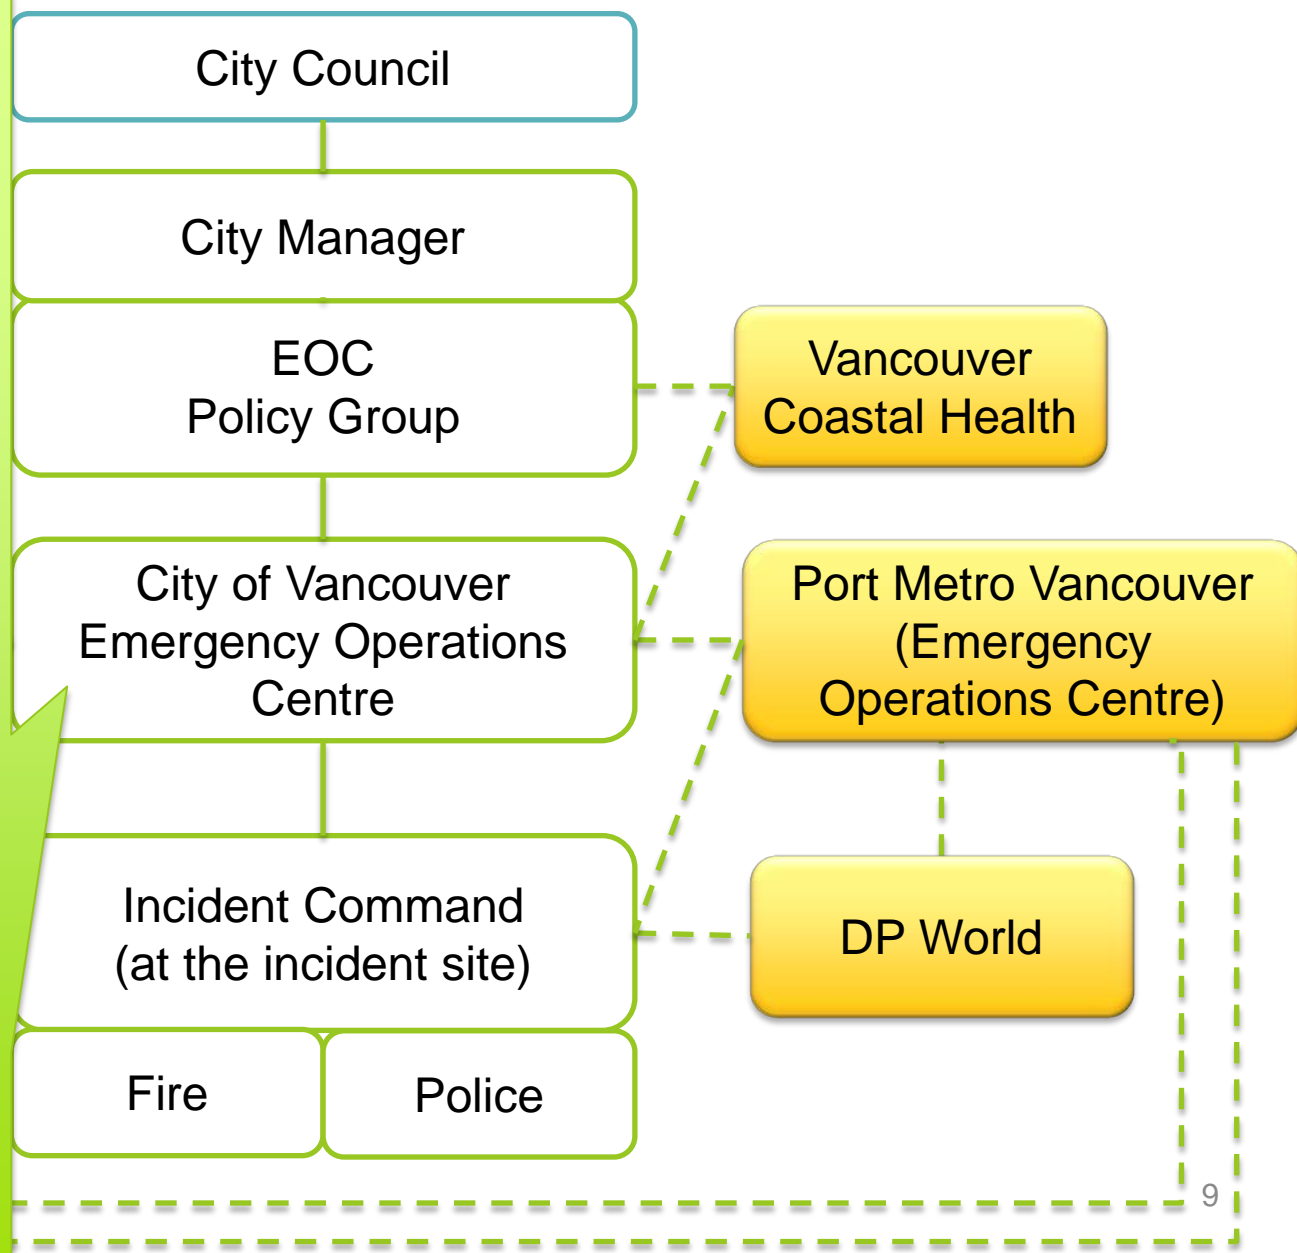 City Council
City Manager
EOC
Policy Group
Vancouver
Coastal Health
City of Vancouver
Emergency Operations
Centre
Port Metro Vancouver
(Emergency
Operations Centre)
Incident Command
(at the incident site)
DP World
Fire
Police
9